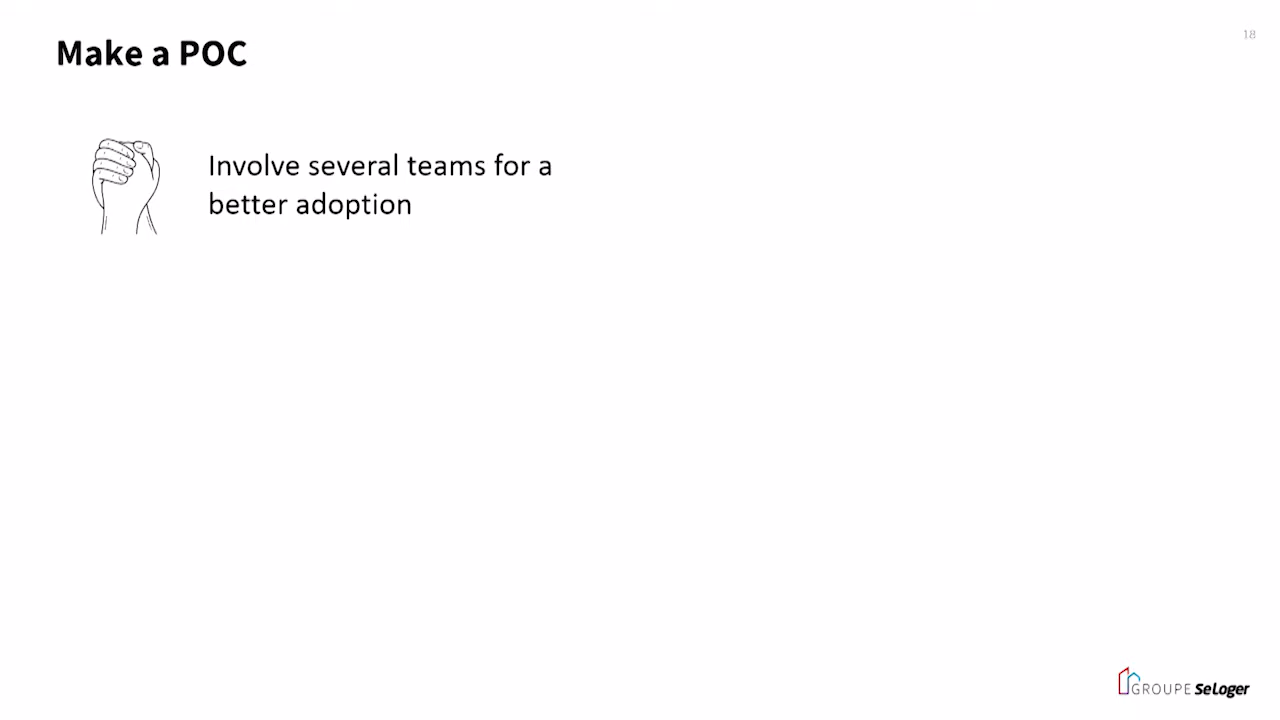 Make a POC
18
Involve several teams for a
better adoption
GROUPE SeLoger